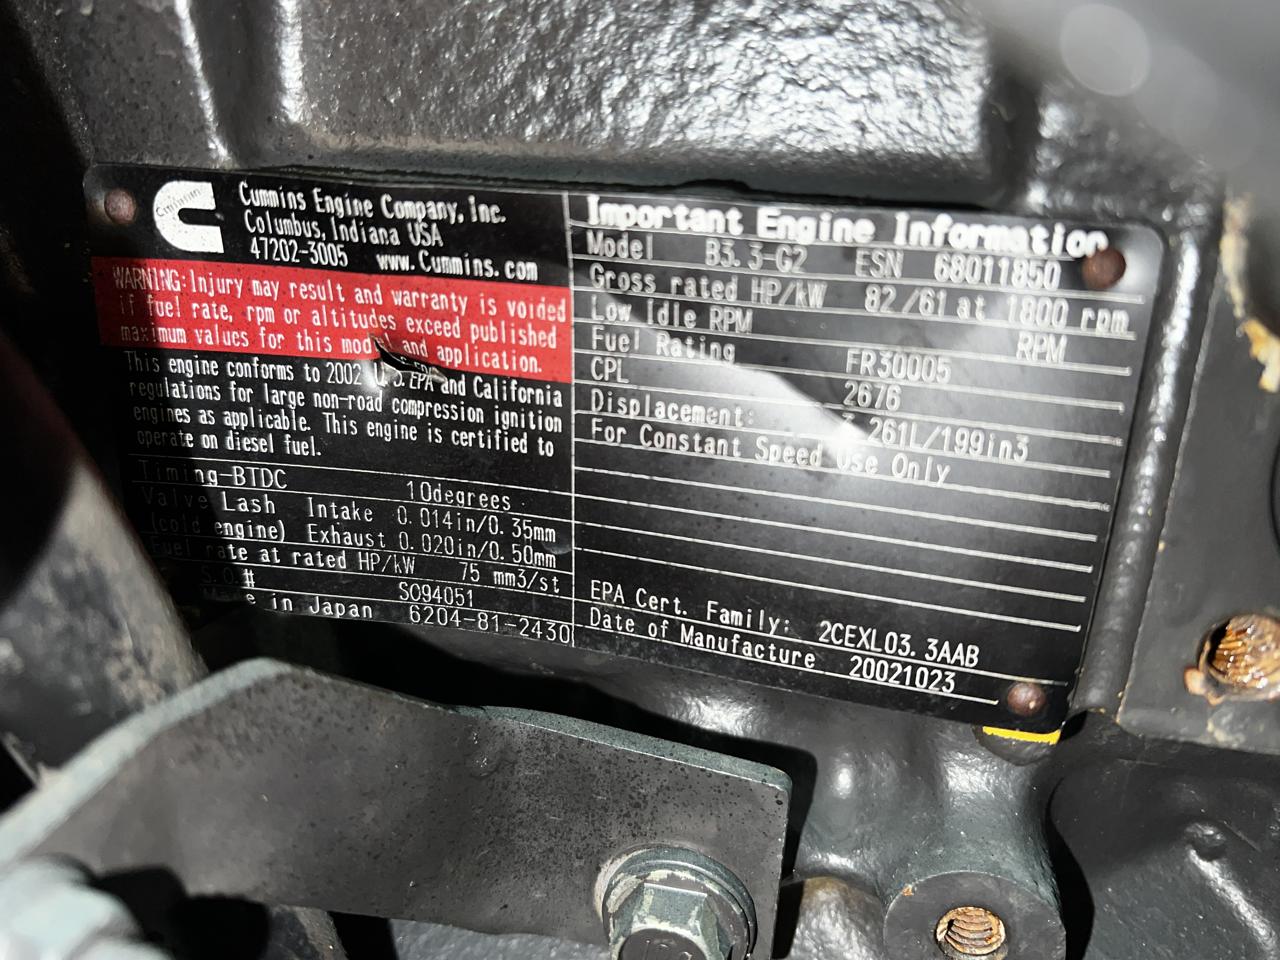 Cummins
Cummins Engine Company, Inc.
Columbus, Indiana USA
47202-3005 www.Cummins.com
WARNING: Injury may result and warranty is voided
if fuel rate, rpm or altitudes exceed published
maximum values for this model and application.
This engine conforms to 2002 U.S. EPA and California
regulations for large non-road compression ignition
engines as applicable. This engine is certified to
operate on diesel fuel.
Timing-BTDC 10degrees
Valve Lash Intake 0.014in/0.35mm
(cold engine) Exhaust 0.020in/0.50mm
Fuel rate at rated HP/kW 75 mm3/st
S.O.# SO94051
Made in Japan 6204-81-2430
Important Engine Information
Model B3.3-G2 ESN 68011850
Gross rated HP/kW 82/61 at 1800 rpm
Low Idle RPM RPM
Fuel Rating FR30005
CPL 2676
Displacement: 3.261L/199in3
For Constant Speed Use Only
EPA Cert. Family: 2CEXL03.3AAB
Date of Manufacture 20021023